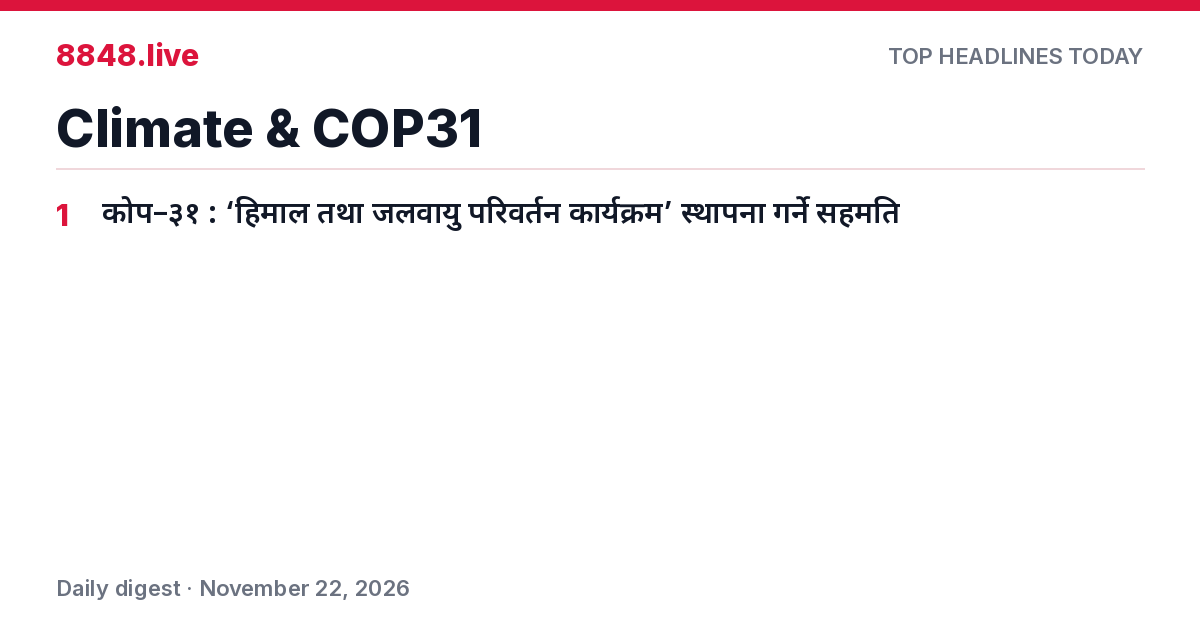 8848.live
TOP HEADLINES TODAY
Climate & COP31
1 कोप–३१ : ‘हिमाल तथा जलवायु परिवर्तन कार्यक्रम’ स्थापना गर्ने सहमति
Daily digest · November 22, 2026